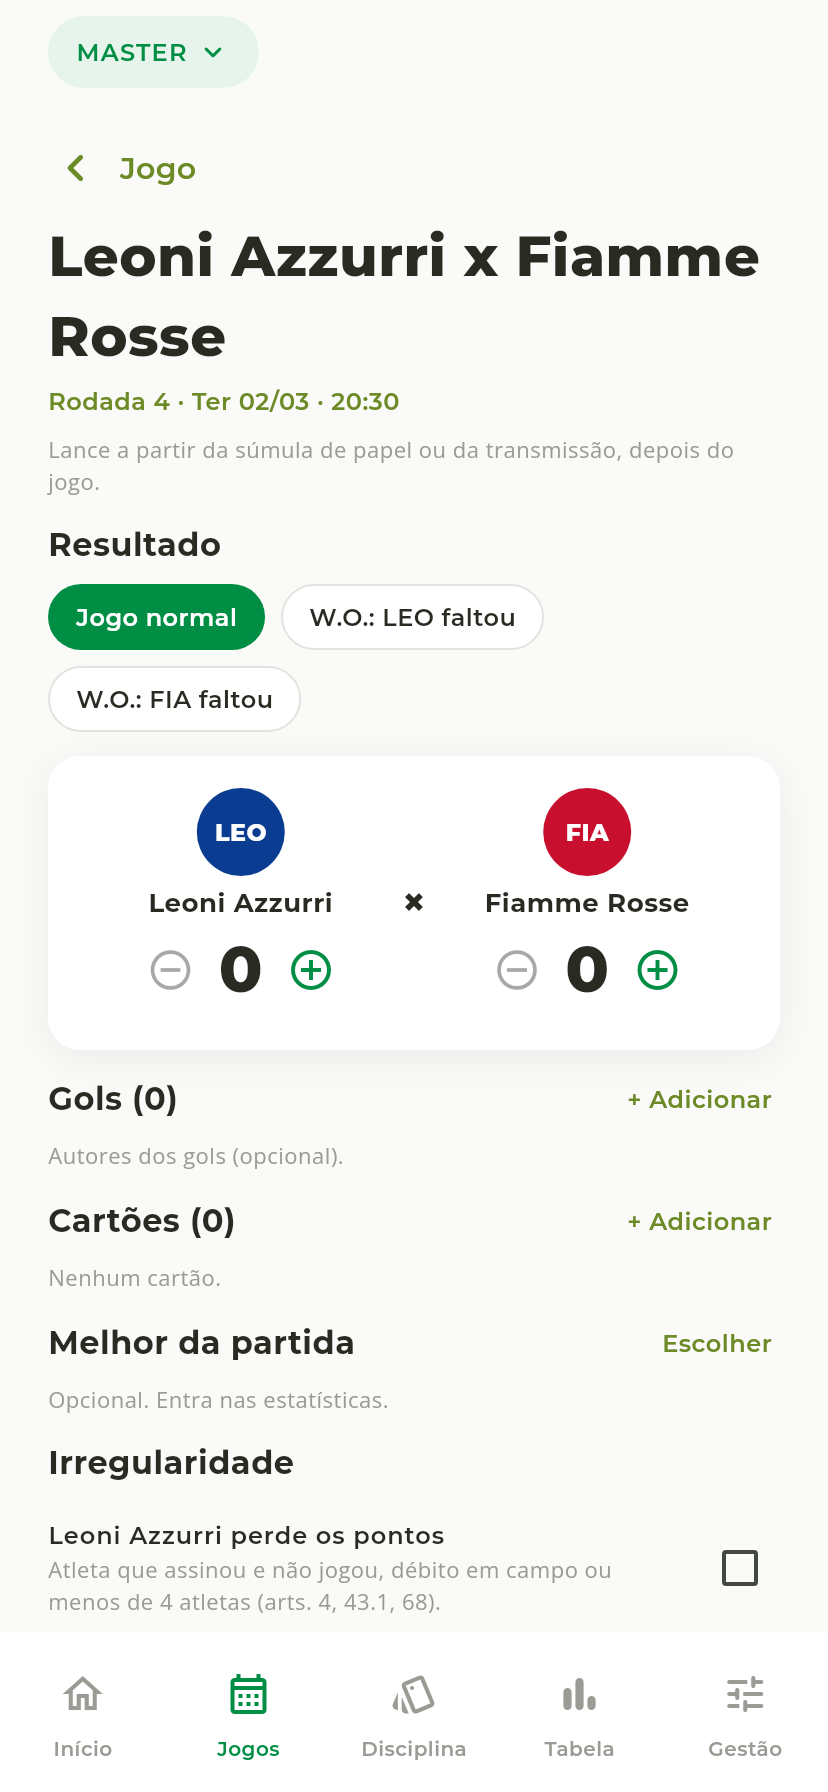 MASTER
Jogo
Leoni Azzurri x Fiamme
Rosse
Rodada 4 · Ter 02/03 · 20:30
Lance a partir da súmula de papel ou da transmissão, depois do
jogo.
Resultado
Jogo normal
W.O.: LEO faltou
W.O.: FIA faltou
LEO
FIA
Leoni Azzurri
×
Fiamme Rosse
0
0
Gols (0)
+ Adicionar
Autores dos gols (opcional).
Cartões (0)
+ Adicionar
Nenhum cartão.
Melhor da partida
Escolher
Opcional. Entra nas estatísticas.
Irregularidade
Leoni Azzurri perde os pontos
Atleta que assinou e não jogou, débito em campo ou
menos de 4 atletas (arts. 4, 43.1, 68).
Início
Jogos
Disciplina
Tabela
Gestão